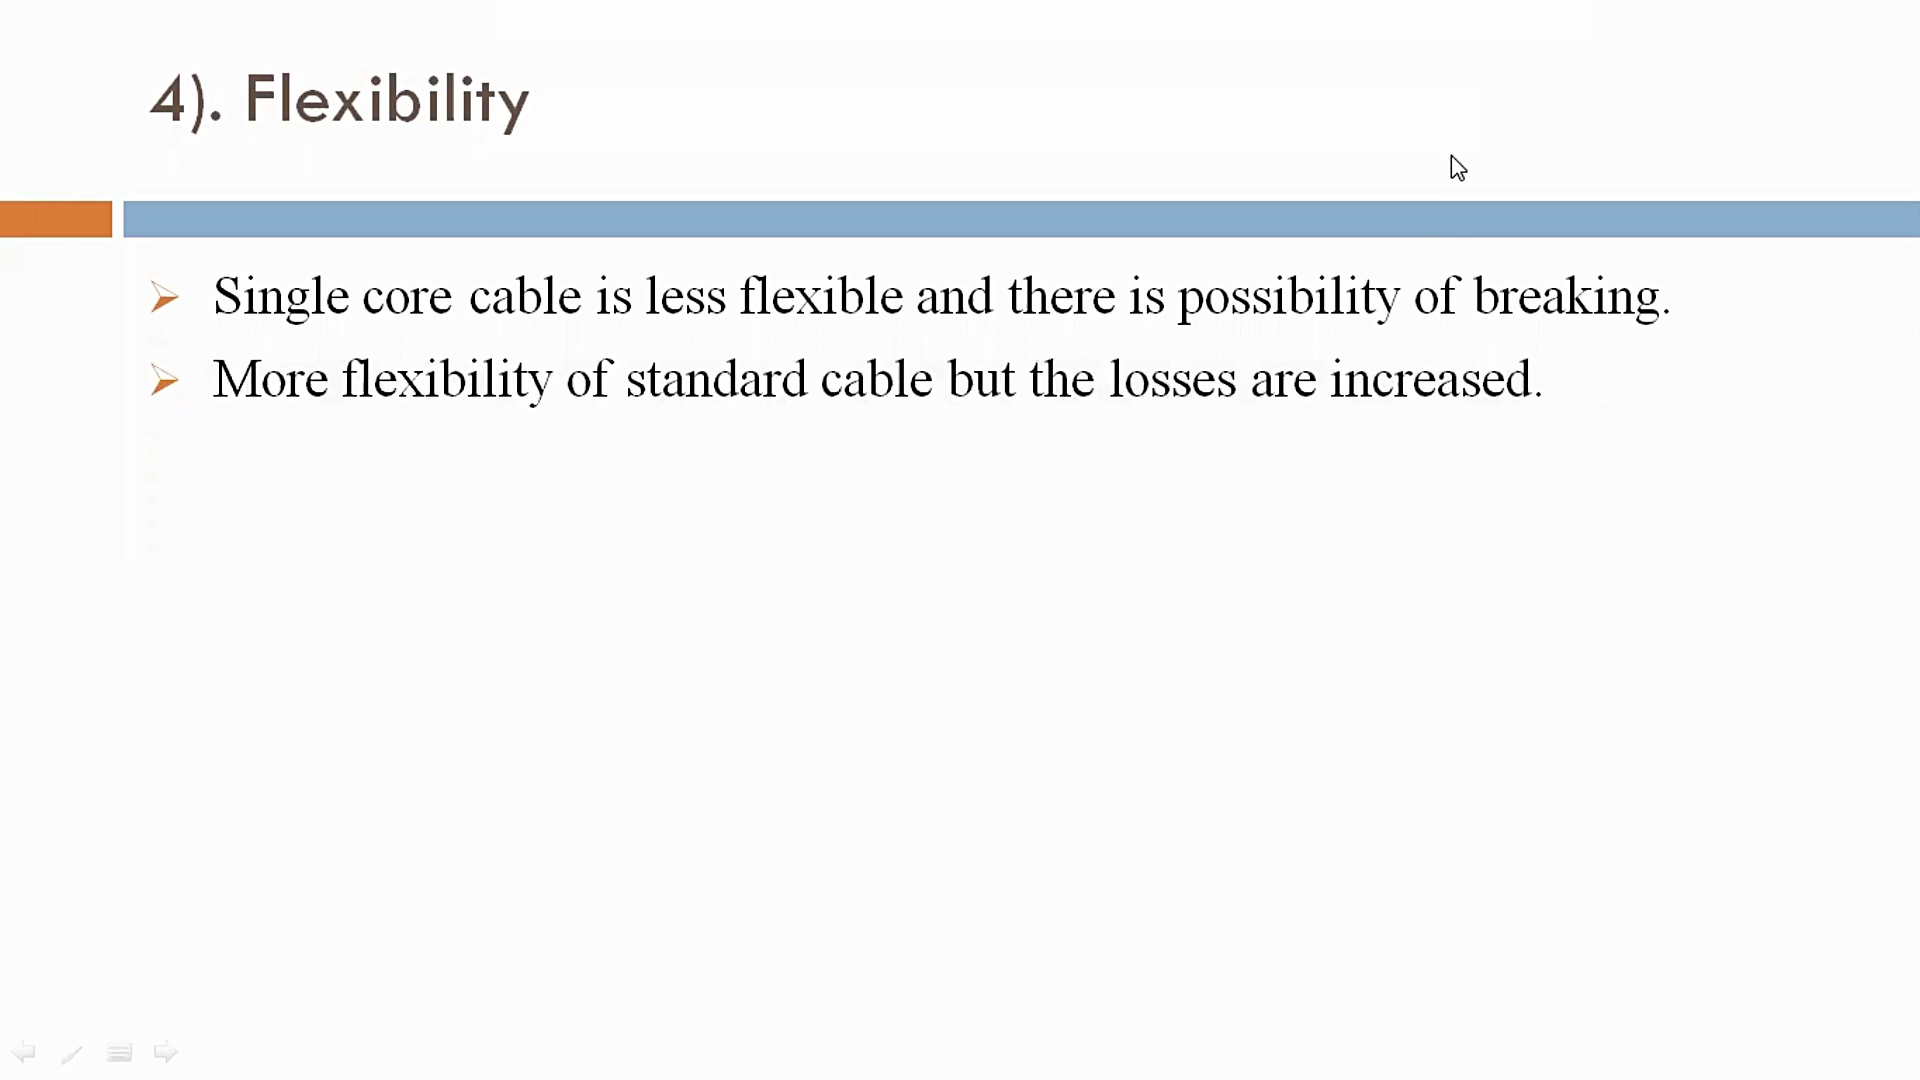 4). Flexibility
Single core cable is less flexible and there is possibility of breaking.
More flexibility of standard cable but the losses are increased.